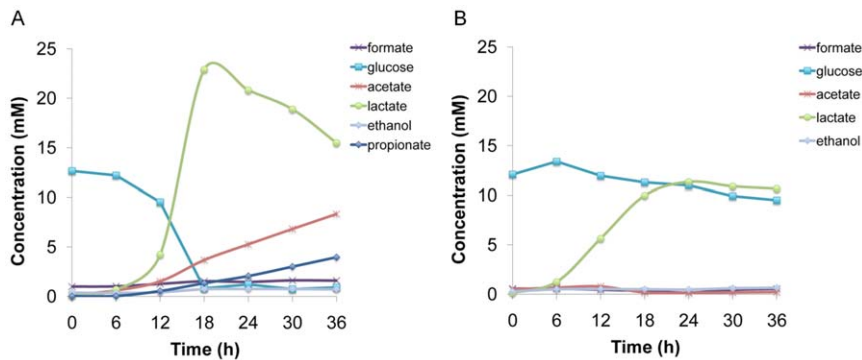 A
25
20
15
10
5
0
Concentration (mM)
0 6 12 18 24 30 36
Time (h)
formate
glucose
acetate
lactate
ethanol
propionate
B
25
20
15
10
5
0
Concentration (mM)
0 6 12 18 24 30 36
Time (h)
formate
glucose
acetate
lactate
ethanol